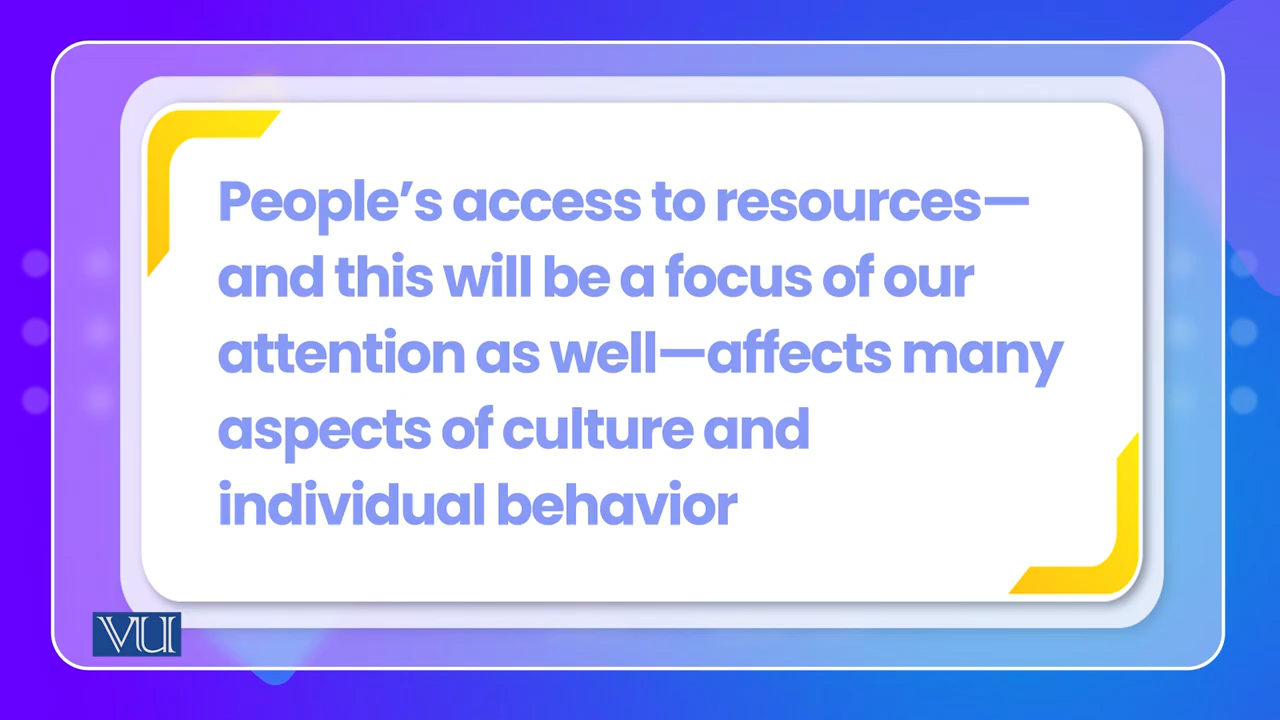 People’s access to resources—
and this will be a focus of our
attention as well—affects many
aspects of culture and
individual behavior
VU